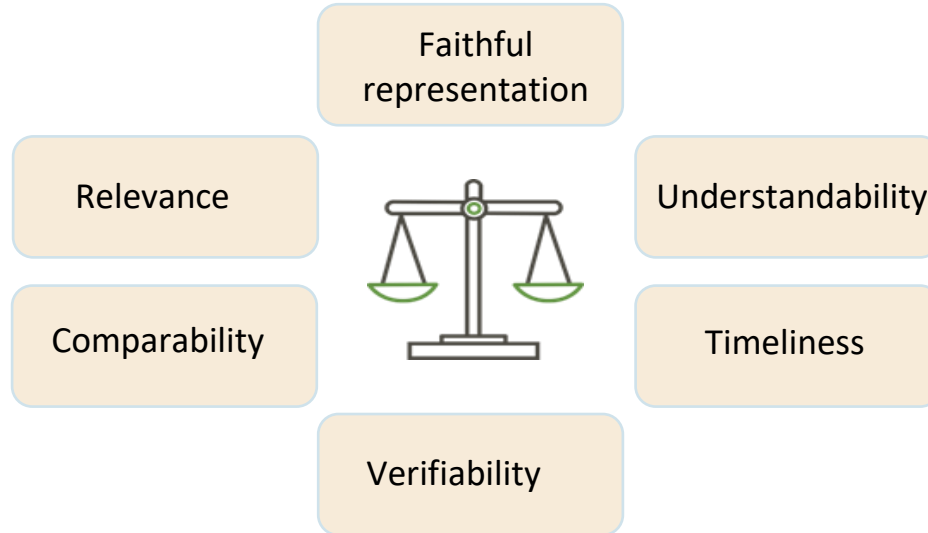 Faithful
representation
Relevance
Understandability
Comparability
Timeliness
Verifiability